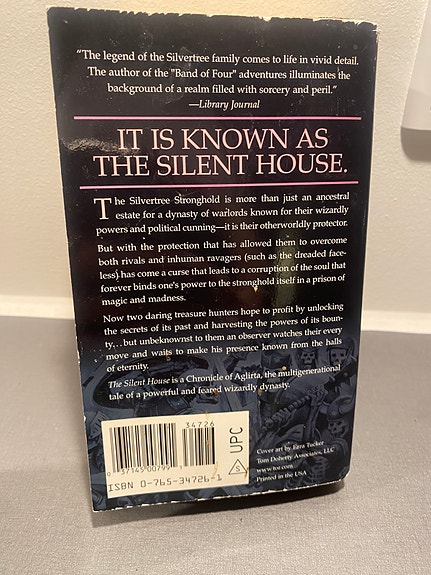 "The legend of the Silvertree family comes to life in vivid detail.
The author of the "Band of Four" adventures illuminates the
background of a realm filled with sorcery and peril."
—Library Journal
IT IS KNOWN AS
THE SILENT HOUSE.
The Silvertree Stronghold is more than just an ancestral
estate for a dynasty of warlords known for their wizardly
powers and political cunning—it is their otherworldly protector.
But with the protection that has allowed them to overcome
both rivals and inhuman ravagers (such as the dreaded face-
less) has come a curse that leads to a corruption of the soul that
forever binds one's power to the stronghold itself in a prison of
magic and madness.
Now two daring treasure hunters hope to profit by unlocking
the secrets of its past and harvesting the powers of its boun-
ty,...but unbeknownst to them an observer watches their every
move and waits to make his presence known from the halls
of eternity.
The Silent House is a Chronicle of Aglirta, the multigenerational
tale of a powerful and feared wizardly dynasty.
34726
0 37145 00799 1
UPC
S
ISBN 0-765-34726-1
Cover art by Ezra Tucker
Tom Doherty Associates, LLC
www.tor.com
Printed in the USA